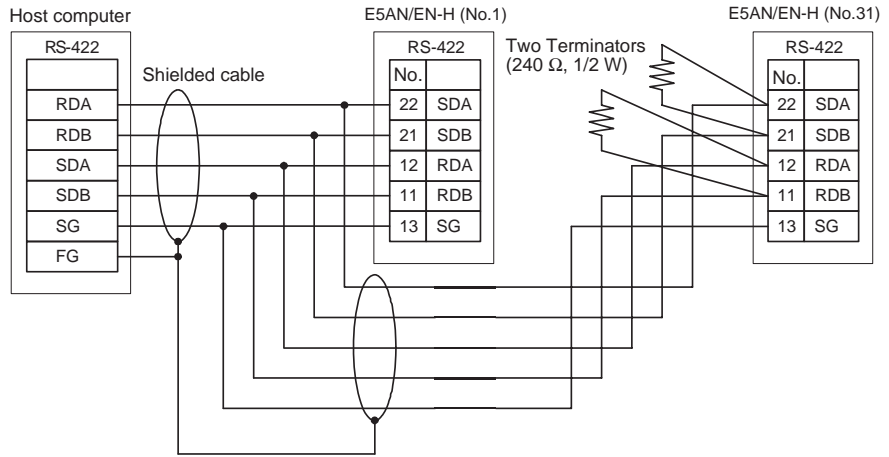 Host computer
RS-422
RDA
RDB
SDA
SDB
SG
FG
Shielded cable
E5AN/EN-H (No.1)
RS-422
No.
22 SDA
21 SDB
12 RDA
11 RDB
13 SG
Two Terminators
(240 Ω, 1/2 W)
E5AN/EN-H (No.31)
RS-422
No.
22 SDA
21 SDB
12 RDA
11 RDB
13 SG